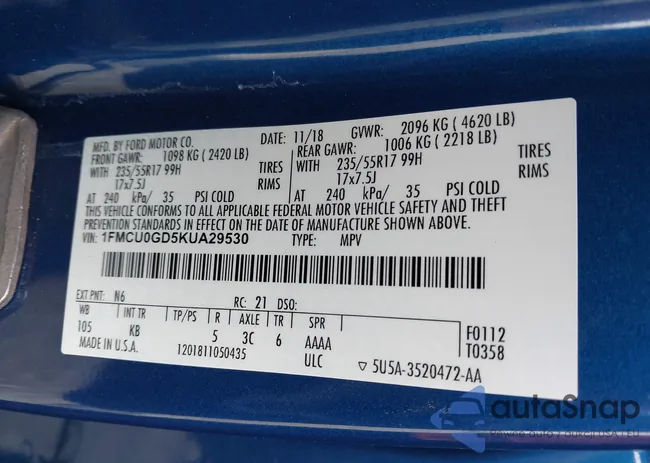 MFD. BY FORD MOTOR CO. DATE: 11/18 GVWR: 2096 KG ( 4620 LB)
FRONT GAWR: 1098 KG ( 2420 LB) REAR GAWR: 1006 KG ( 2218 LB)
WITH 235/55R17 99H TIRES WITH 235/55R17 99H TIRES
17x7.5J RIMS 17x7.5J RIMS
AT 240 kPa/ 35 PSI COLD AT 240 kPa/ 35 PSI COLD
THIS VEHICLE CONFORMS TO ALL APPLICABLE FEDERAL MOTOR VEHICLE SAFETY AND THEFT
PREVENTION STANDARDS IN EFFECT ON THE DATE OF MANUFACTURE SHOWN ABOVE.
VIN: 1FMCU0GD5KUA29530 TYPE: MPV
EXT PNT: N6 RC: 21 DSO:
WB INT TR TP/PS R AXLE TR SPR
105 KB 5 3C 6 AAAA
ULC
F0112
T0358
MADE IN U.S.A. 1201811050435 ▽ 5U5A-3520472-AA
autoSnap